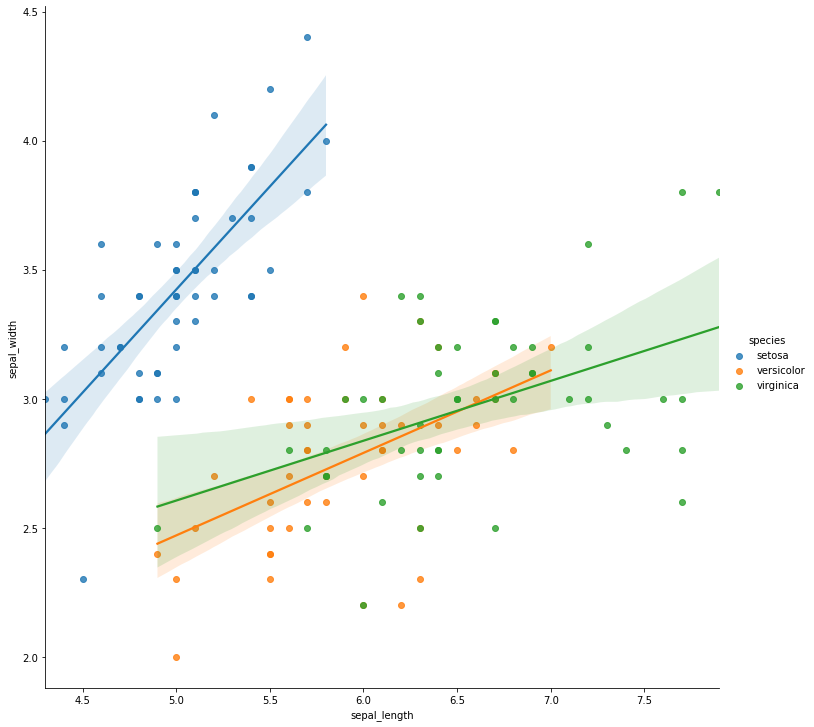 4.5
4.0
3.5
3.0
2.5
2.0
sepal_width
4.5 5.0 5.5 6.0 6.5 7.0 7.5
sepal_length
species
setosa
versicolor
virginica